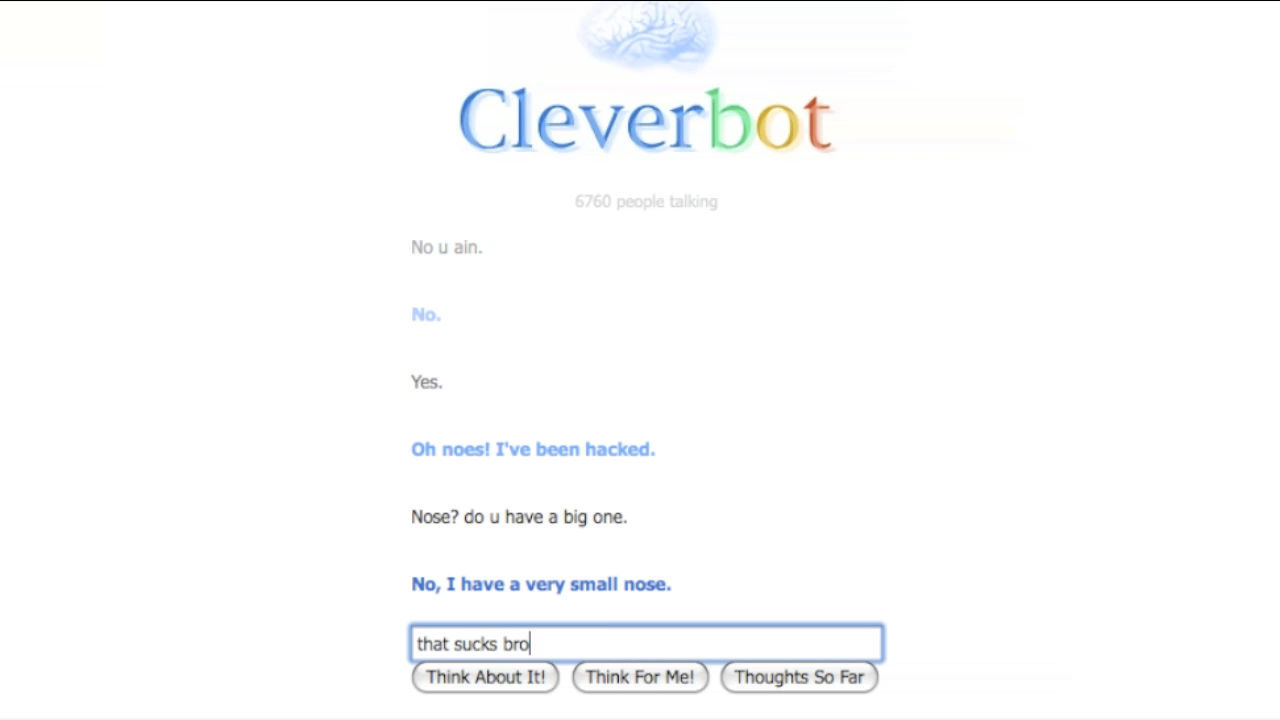 Cleverbot
6760 people talking
No u ain.
No.
Yes.
Oh noes! I've been hacked.
Nose? do u have a big one.
No, I have a very small nose.
that sucks bro
Think About It! Think For Me! Thoughts So Far